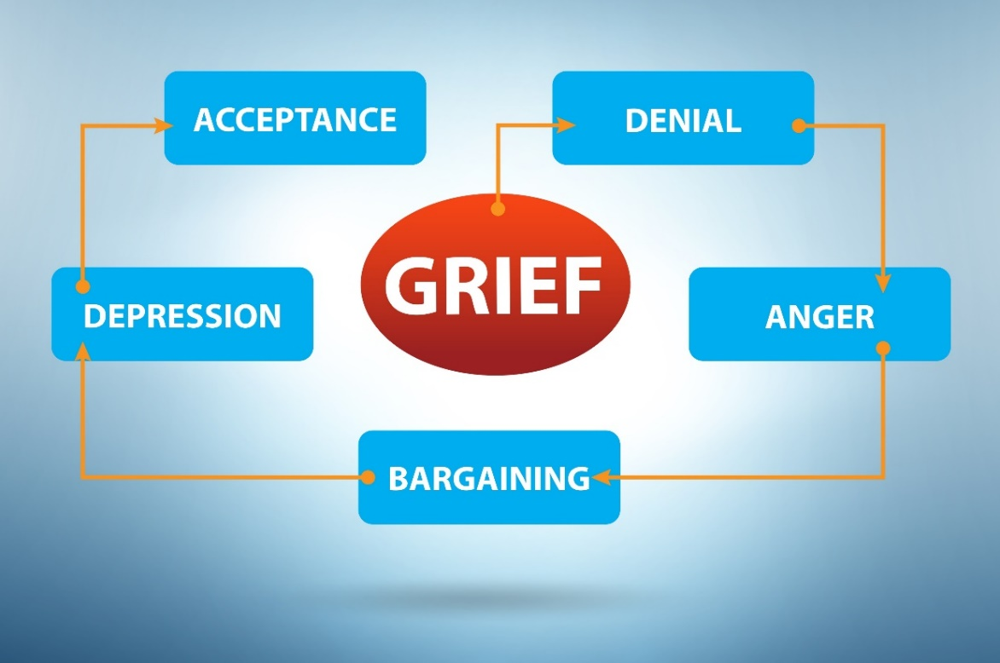 ACCEPTANCE
DENIAL
GRIEF
DEPRESSION
ANGER
BARGAINING